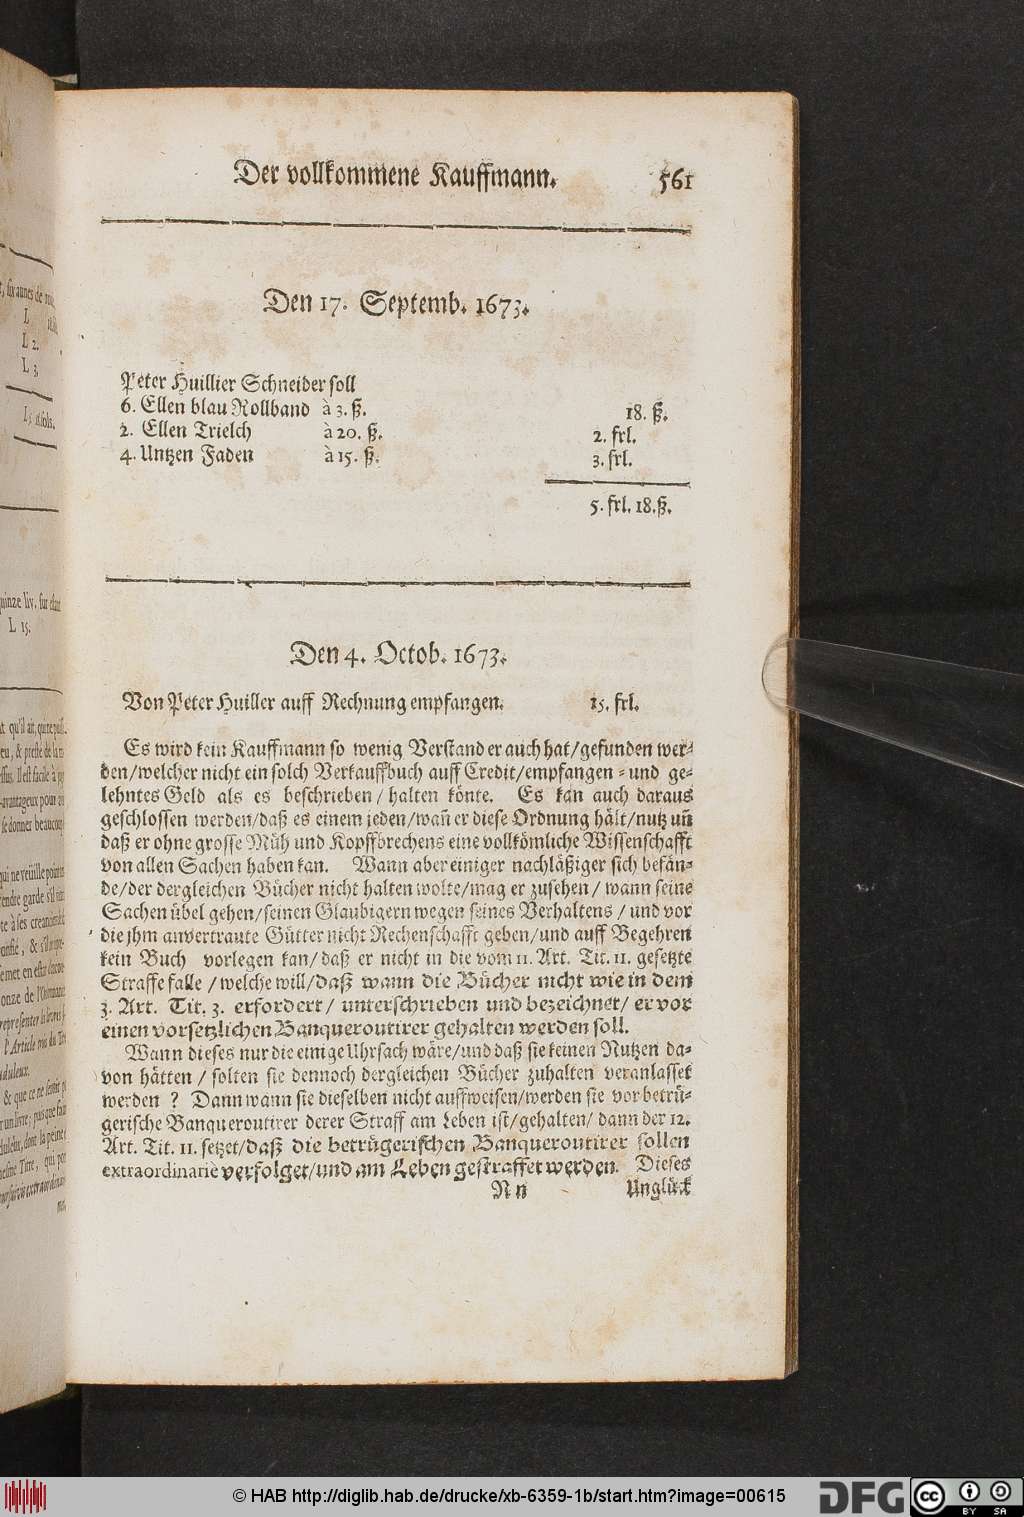 Der vollkommene Kauffmann. 561
Den 17. Septemb. 1673.
Peter Huillier Schneider soll
6. Ellen blau Rollband à 3. ß. 18. ß.
2. Ellen Trielch à 20. ß. 2. frl.
4. Untzen Faden à 15. ß. 3. frl.
5. frl. 18. ß.
Den 4. Octob. 1673.
Von Peter Huiller auff Rechnung empfangen. 15. frl.
Es wird kein Kauffmann so wenig Verstand er auch hat/gefunden wer-
den/welcher nicht ein solch Verkauffbuch auff Credit/empfangen- und ge-
lehntes Geld als es beschrieben/ halten könte. Es kan auch daraus
geschlossen werden/daß es einem jeden/wañ er diese Ordnung hält/nutz uñ
daß er ohne grosse Müh und Kopffbrechens eine vollkom̃liche Wissenschafft
von allen Sachen haben kan. Wann aber einiger nachläßiger sich befän-
de/der dergleichen Bücher nicht halten wolte/mag er zusehen/ wann seine
Sachen übel gehen/seinen Glaubigern wegen seines Verhaltens / und vor
die jhm anvertraute Gütter nicht Rechenschafft geben/und auff Begehren
kein Buch vorlegen kan/daß er nicht in die vom 11. Art. Tit. 11. gesetzte
Straffe falle /welche will/daß wann die Bücher nicht wie in dem
3. Art. Tit. 3. erfordert/ unterschrieben und bezeichnet/ er vor
einen vorsetzlichen Banqueroutirer gehalten werden soll.
Wann dieses nur die einige Uhrsach wäre/und daß sie keinen Nutzen da-
von hätten / solten sie dennoch dergleichen Bücher zuhalten veranlasset
werden ? Dann wann sie dieselben nicht auffweisen/werden sie vor betrü-
gerische Banqueroutirer derer Straff am Leben ist/gehalten/ dann der 12.
Art. Tit. 11. setzet/daß die betrügerischen Banqueroutirer sollen
extraordinarie verfolget/und am Leben gestraffet werden. Dieses
N n Unglück
© HAB http://diglib.hab.de/drucke/xb-6359-1b/start.htm?image=00615
DFG
cc BY SA